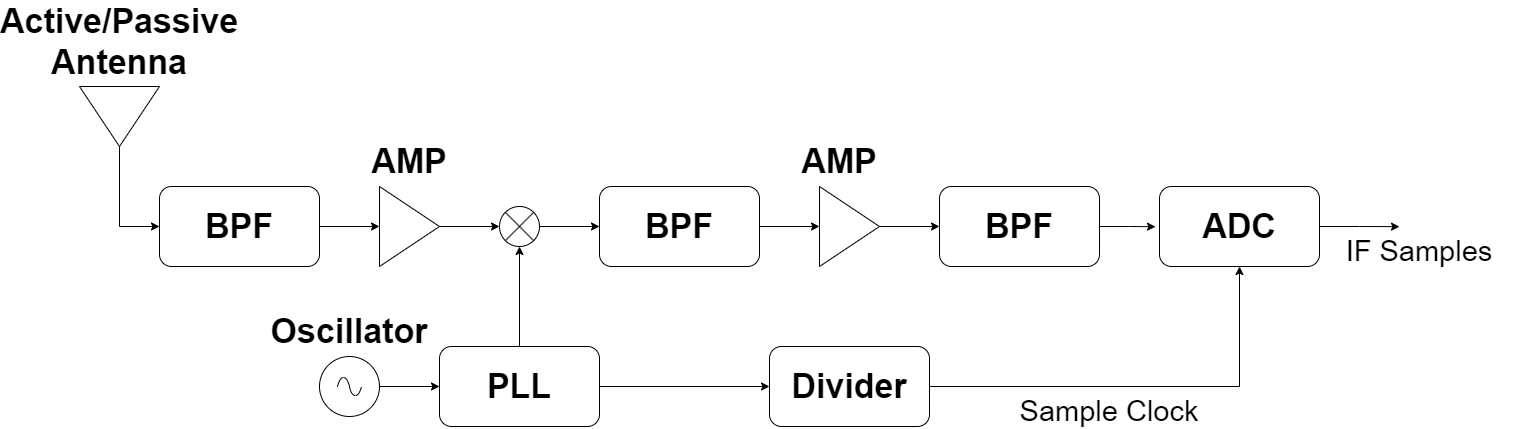 Active/Passive
Antenna
AMP
AMP
BPF
BPF
BPF
ADC
IF Samples
Oscillator
PLL
Divider
Sample Clock